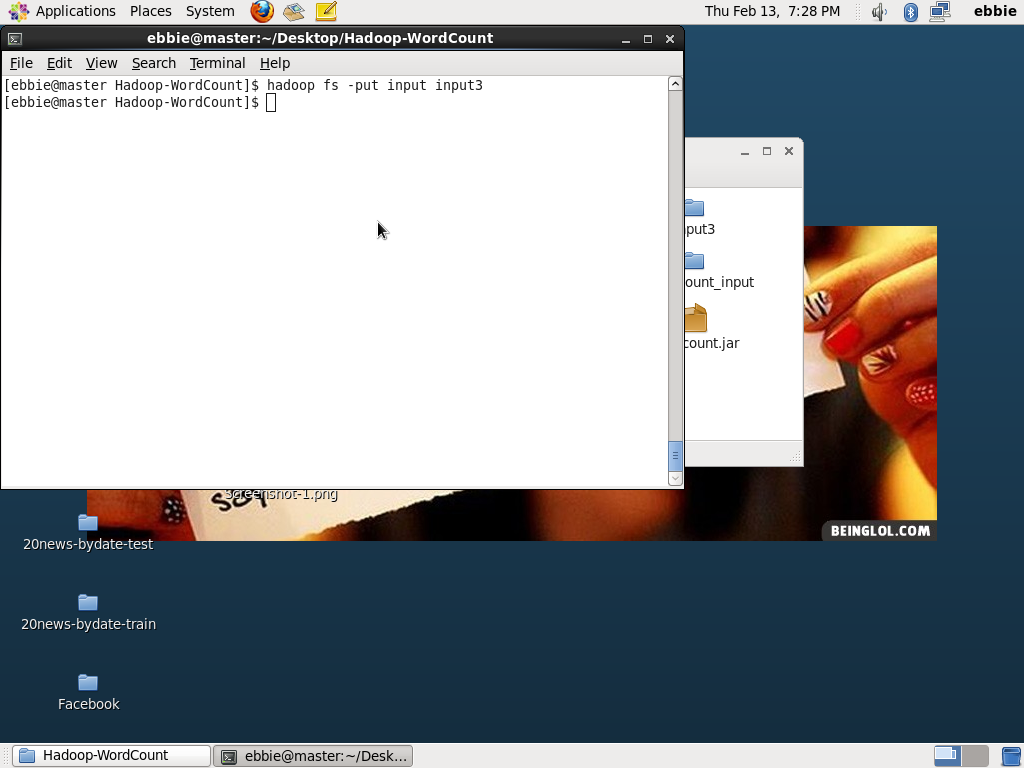 Applications Places System Thu Feb 13, 7:28 PM ebbie
ebbie@master:~/Desktop/Hadoop-WordCount
File Edit View Search Terminal Help
[ebbie@master Hadoop-WordCount]$ hadoop fs -put input input3
[ebbie@master Hadoop-WordCount]$
put3
ount_input
count.jar
Screenshot-1.png
BEINGLOL.COM
20news-bydate-test
20news-bydate-train
Facebook
Hadoop-WordCount
ebbie@master:~/Desk...